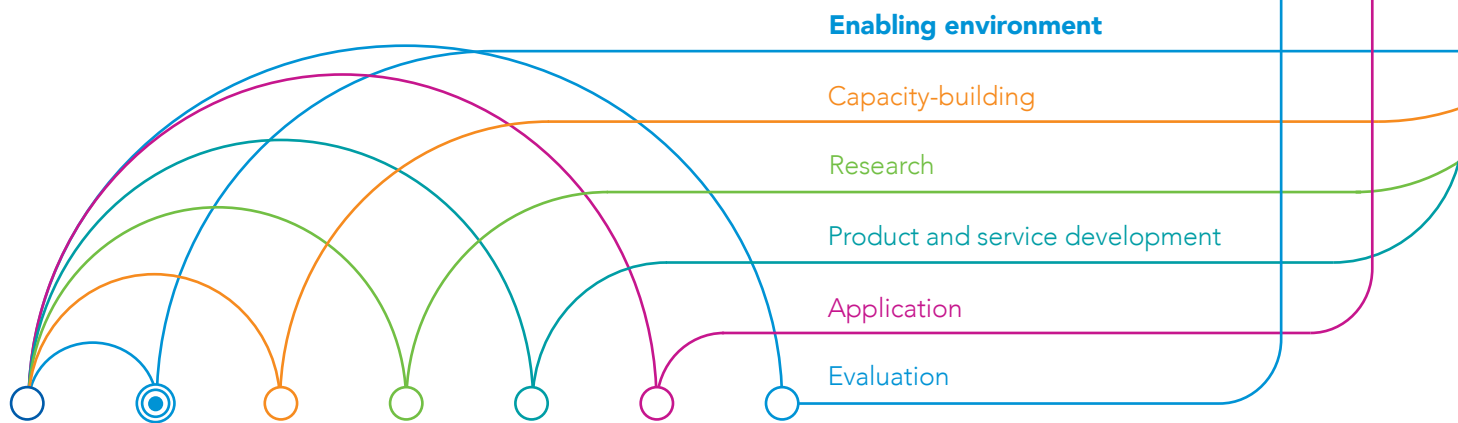 Enabling environment
Capacity-building
Research
Product and service development
Application
Evaluation